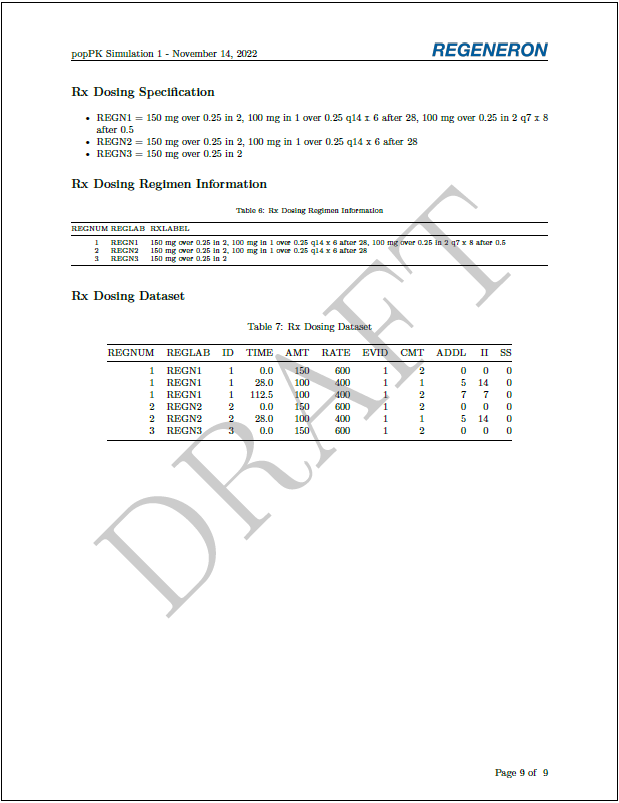 popPK Simulation 1 - November 14, 2022
REGENERON
Rx Dosing Specification
• REGN1 = 150 mg over 0.25 in 2, 100 mg in 1 over 0.25 q14 x 6 after 28, 100 mg over 0.25 in 2 q7 x 8
after 0.5
• REGN2 = 150 mg over 0.25 in 2, 100 mg in 1 over 0.25 q14 x 6 after 28
• REGN3 = 150 mg over 0.25 in 2
Rx Dosing Regimen Information
Table 6: Rx Dosing Regimen Information
REGNUM REGLAB RXLABEL
1 REGN1 150 mg over 0.25 in 2, 100 mg in 1 over 0.25 q14 x 6 after 28, 100 mg over 0.25 in 2 q7 x 8 after 0.5
2 REGN2 150 mg over 0.25 in 2, 100 mg in 1 over 0.25 q14 x 6 after 28
3 REGN3 150 mg over 0.25 in 2
Rx Dosing Dataset
Table 7: Rx Dosing Dataset
REGNUM REGLAB ID TIME AMT RATE EVID CMT ADDL II SS
1 REGN1 1 0.0 150 600 1 2 0 0 0
1 REGN1 1 28.0 100 400 1 1 5 14 0
1 REGN1 1 112.5 100 400 1 2 7 7 0
2 REGN2 2 0.0 150 600 1 2 0 0 0
2 REGN2 2 28.0 100 400 1 1 5 14 0
3 REGN3 3 0.0 150 600 1 2 0 0 0
DRAFT
Page 9 of 9